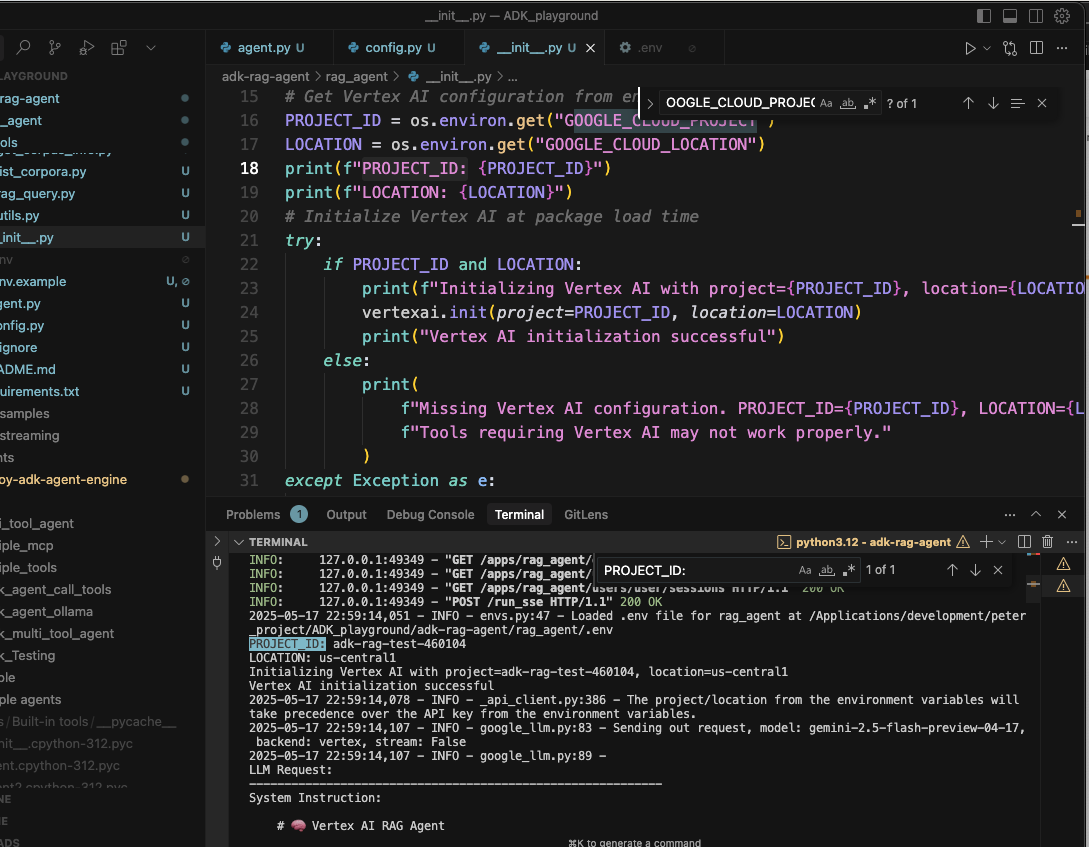 __init__.py — ADK_playground
agent.py U
config.py U
__init__.py U
.env
LAYGROUND
adk-rag-agent > rag_agent > __init__.py > ...
OOGLE_CLOUD_PROJEC Aa ab .* ? of 1
rag-agent
_agent
ols
ist_corpora.py U
rag_query.py U
utils.py U
_init__.py U
nv
nv.example U,
gent.py U
onfig.py U
ignore U
ADME.md U
uirements.txt U
samples
streaming
nts
oy-adk-agent-engine
i_tool_agent
iple_mcp
iple_tools
k_agent_call_tools
k_agent_ollama
k_multi_tool_agent
k_Testing
ple
ple agents
s / Built-in tools / __pycache__
nit__.cpython-312.pyc
ent.cpython-312.pyc
ent2.cpython-312.pyc
NE
NE
ADS
15 # Get Vertex AI configuration from en
16 PROJECT_ID = os.environ.get("GOOGLE_CLOUD_PROJECT")
17 LOCATION = os.environ.get("GOOGLE_CLOUD_LOCATION")
18 print(f"PROJECT_ID: {PROJECT_ID}")
19 print(f"LOCATION: {LOCATION}")
20 # Initialize Vertex AI at package load time
21 try:
22 if PROJECT_ID and LOCATION:
23 print(f"Initializing Vertex AI with project={PROJECT_ID}, location={LOCATIO
24 vertexai.init(project=PROJECT_ID, location=LOCATION)
25 print("Vertex AI initialization successful")
26 else:
27 print(
28 f"Missing Vertex AI configuration. PROJECT_ID={PROJECT_ID}, LOCATION={L
29 f"Tools requiring Vertex AI may not work properly."
30 )
31 except Exception as e:
Problems 1 Output Debug Console Terminal GitLens
TERMINAL
python3.12 - adk-rag-agent
PROJECT_ID: Aa ab .* 1 of 1
INFO: 127.0.0.1:49349 - "GET /apps/rag_agent/
INFO: 127.0.0.1:49349 - "GET /apps/rag_agent/
INFO: 127.0.0.1:49349 - "GET /apps/rag_agent/users/user/sessions HTTP/1.1" 200 OK
INFO: 127.0.0.1:49349 - "POST /run_sse HTTP/1.1" 200 OK
2025-05-17 22:59:14,051 - INFO - envs.py:47 - Loaded .env file for rag_agent at /Applications/development/peter
_project/ADK_playground/adk-rag-agent/rag_agent/.env
PROJECT_ID: adk-rag-test-460104
LOCATION: us-central1
Initializing Vertex AI with project=adk-rag-test-460104, location=us-central1
Vertex AI initialization successful
2025-05-17 22:59:14,078 - INFO - _api_client.py:386 - The project/location from the environment variables will
take precedence over the API key from the environment variables.
2025-05-17 22:59:14,107 - INFO - google_llm.py:83 - Sending out request, model: gemini-2.5-flash-preview-04-17,
backend: vertex, stream: False
2025-05-17 22:59:14,107 - INFO - google_llm.py:89 -
LLM Request:
-----------------------------------------------------------
System Instruction:
# 🧠 Vertex AI RAG Agent
⌘K to generate a command